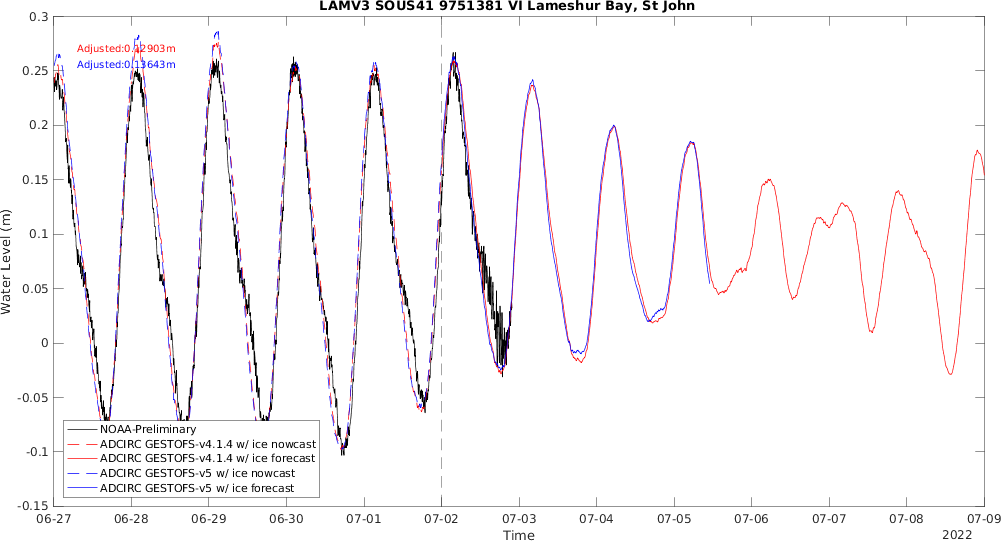 LAMV3 SOUS41 9751381 VI Lameshur Bay, St John
0.3
0.25
0.2
0.15
0.1
0.05
0
-0.05
-0.1
-0.15
Water Level (m)
Adjusted:0.12903m
Adjusted:0.13643m
NOAA-Preliminary
ADCIRC GESTOFS-v4.1.4 w/ ice nowcast
ADCIRC GESTOFS-v4.1.4 w/ ice forecast
ADCIRC GESTOFS-v5 w/ ice nowcast
ADCIRC GESTOFS-v5 w/ ice forecast
06-27 06-28 06-29 06-30 07-01 07-02 07-03 07-04 07-05 07-06 07-07 07-08 07-09
Time
2022